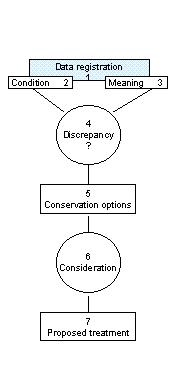 Data registration
1
Condition 2
Meaning 3
4
Discrepancy
?
5
Conservation options
6
Consideration
7
Proposed treatment